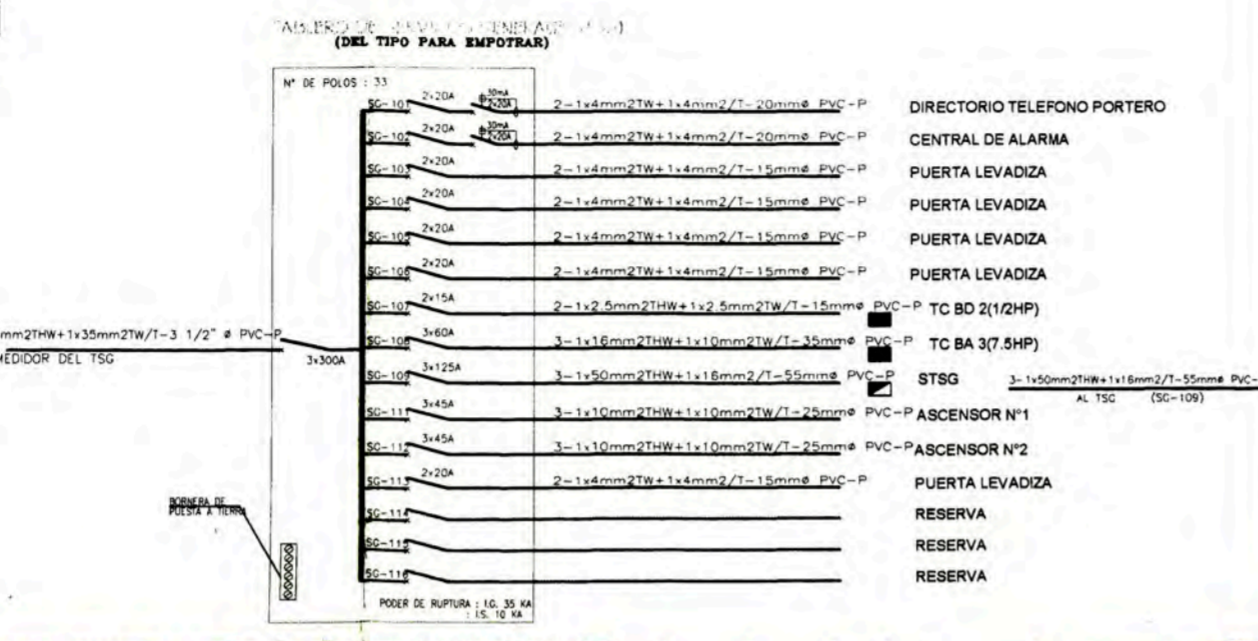 TABLERO DE SERVICIOS GENERALES
(DEL TIPO PARA EMPOTRAR)
N° DE POLOS : 33
SG-101 2x20A 30mA 2x20A 2-1x4mm2TW+1x4mm2/T-20mmø PVC-P DIRECTORIO TELEFONO PORTERO
SG-102 2x20A 30mA 2x20A 2-1x4mm2TW+1x4mm2/T-20mmø PVC-P CENTRAL DE ALARMA
SG-103 2x20A 2-1x4mm2TW+1x4mm2/T-15mmø PVC-P PUERTA LEVADIZA
SG-104 2x20A 2-1x4mm2TW+1x4mm2/T-15mmø PVC-P PUERTA LEVADIZA
SG-105 2x20A 2-1x4mm2TW+1x4mm2/T-15mmø PVC-P PUERTA LEVADIZA
SG-106 2x20A 2-1x4mm2TW+1x4mm2/T-15mmø PVC-P PUERTA LEVADIZA
SG-107 2x15A 2-1x2.5mm2THW+1x2.5mm2TW/T-15mmø PVC-P TC BD 2(1/2HP)
mm2THW+1x35mm2TW/T-3 1/2" ø PVC-P
MEDIDOR DEL TSG
3x300A
SG-108 3x60A 3-1x16mm2THW+1x10mm2TW/T-35mmø PVC-P TC BA 3(7.5HP)
SG-109 3x125A 3-1x50mm2THW+1x16mm2/T-55mmø PVC-P STSG 3-1x50mm2THW+1x16mm2/T-55mmø PVC-
AL TSG (SG-109)
SG-111 3x45A 3-1x10mm2THW+1x10mm2TW/T-25mmø PVC-P ASCENSOR N°1
SG-112 3x45A 3-1x10mm2THW+1x10mm2TW/T-25mmø PVC-P ASCENSOR N°2
SG-113 2x20A 2-1x4mm2TW+1x4mm2/T-15mmø PVC-P PUERTA LEVADIZA
SG-114 RESERVA
SG-115 RESERVA
SG-116 RESERVA
BORNERA DE
PUESTA A TIERRA
PODER DE RUPTURA : I.G. 35 KA
: I.S. 10 KA